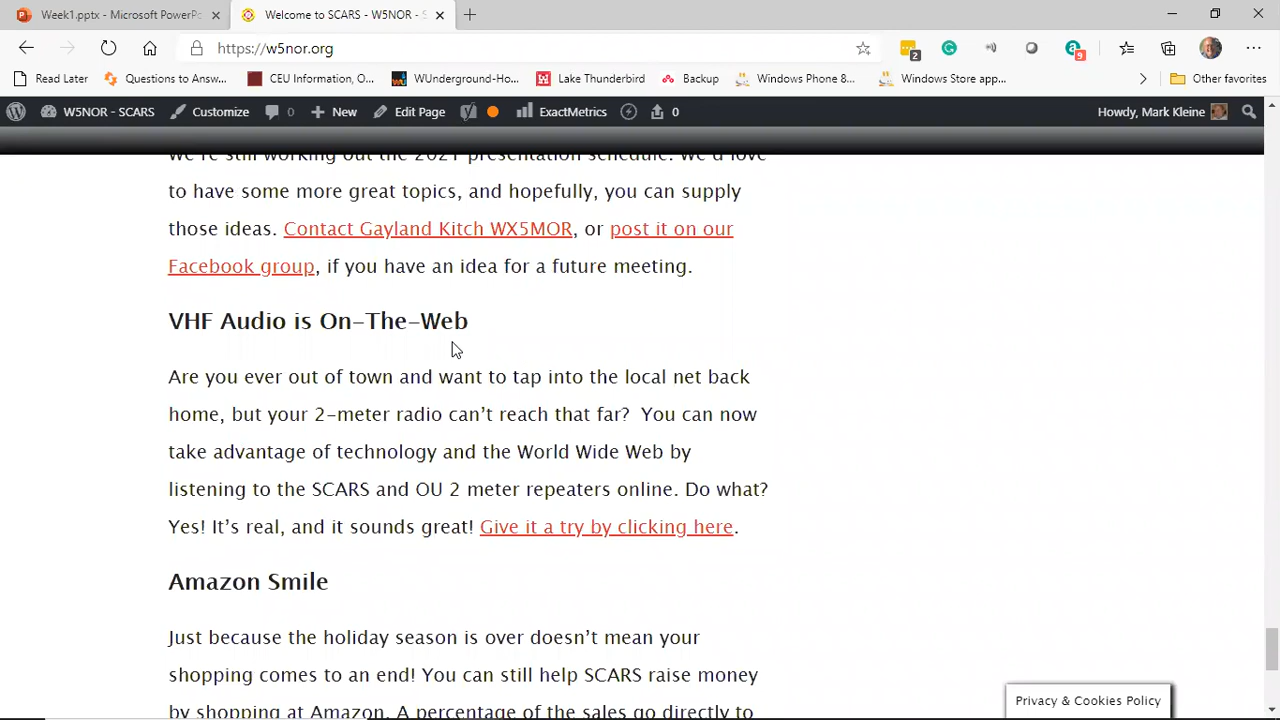 Week1.pptx - Microsoft PowerPo
Welcome to SCARS - W5NOR - S
https://w5nor.org
2
9
Read Later
Questions to Answ...
CEU Information, O...
WUnderground-Ho...
Lake Thunderbird
Backup
Windows Phone 8...
Windows Store app...
Other favorites
W5NOR - SCARS
Customize
0
New
Edit Page
ExactMetrics
0
Howdy, Mark Kleine
We're still working out the 2021 presentation schedule. We'd love
to have some more great topics, and hopefully, you can supply
those ideas. Contact Gayland Kitch WX5MOR, or post it on our
Facebook group, if you have an idea for a future meeting.
VHF Audio is On-The-Web
Are you ever out of town and want to tap into the local net back
home, but your 2-meter radio can't reach that far? You can now
take advantage of technology and the World Wide Web by
listening to the SCARS and OU 2 meter repeaters online. Do what?
Yes! It's real, and it sounds great! Give it a try by clicking here.
Amazon Smile
Just because the holiday season is over doesn't mean your
shopping comes to an end! You can still help SCARS raise money
by shopping at Amazon. A percentage of the sales go directly to
Privacy & Cookies Policy